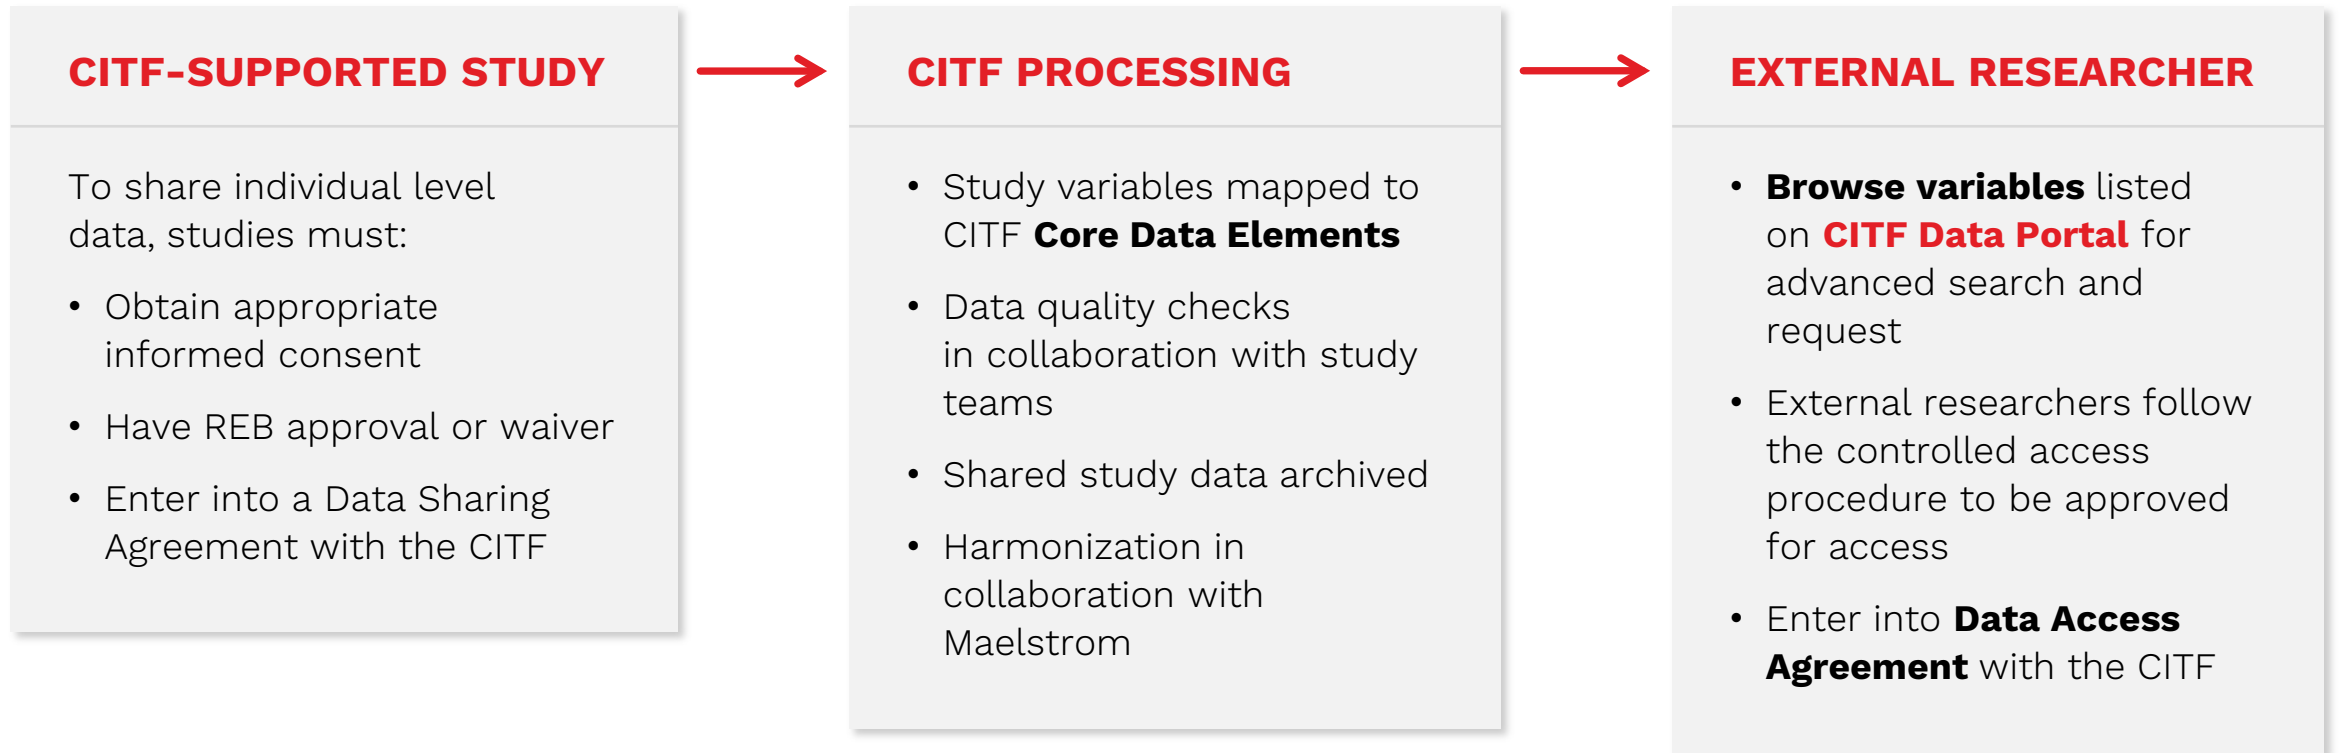 CITF-SUPPORTED STUDY
To share individual level
data, studies must:
• Obtain appropriate
informed consent
• Have REB approval or waiver
• Enter into a Data Sharing
Agreement with the CITF
CITF PROCESSING
• Study variables mapped to
CITF Core Data Elements
• Data quality checks
in collaboration with study
teams
• Shared study data archived
• Harmonization in
collaboration with
Maelstrom
EXTERNAL RESEARCHER
• Browse variables listed
on CITF Data Portal for
advanced search and
request
• External researchers follow
the controlled access
procedure to be approved
for access
• Enter into Data Access
Agreement with the CITF